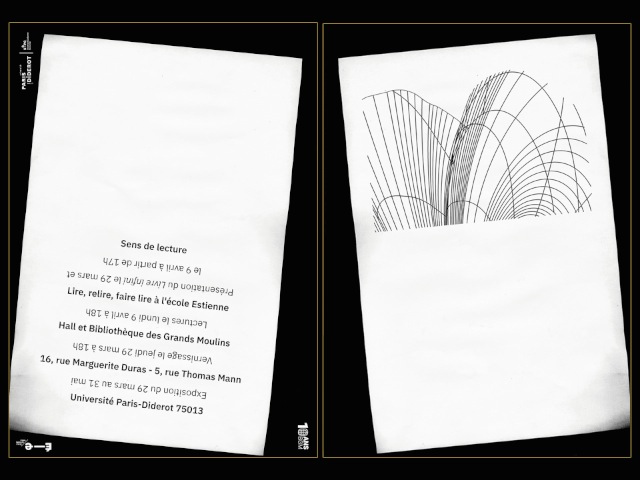 PARIS
DIDEROT
Sens de lecture
le 9 avril à partir de 17h
Présentation du Livre infini le 29 mars et
Lire, relire, faire lire à l'école Estienne
Lectures le lundi 9 avril à 18h
Hall et Bibliothèque des Grands Moulins
Vernissage le jeudi 29 mars à 18h
16, rue Marguerite Duras - 5, rue Thomas Mann
Exposition du 29 mars au 31 mai
Université Paris-Diderot 75013
10 ANS